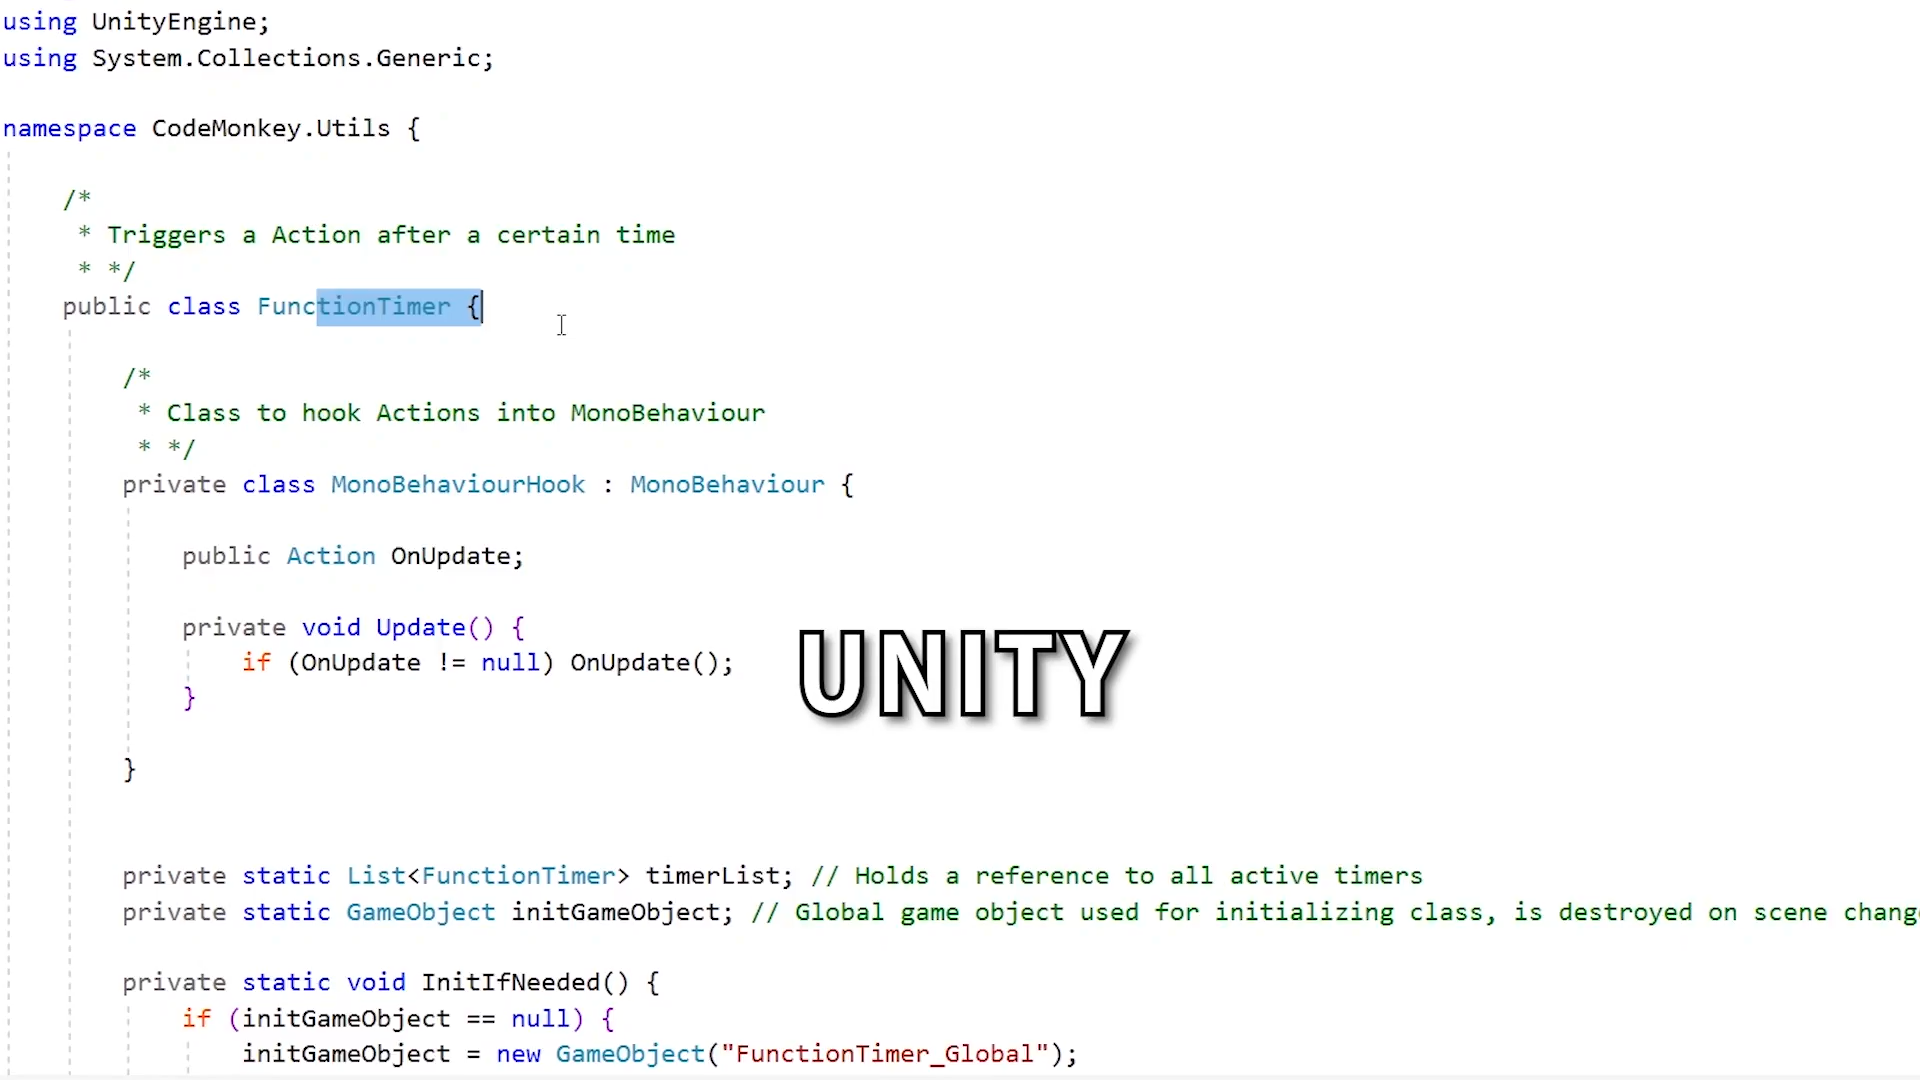 using UnityEngine;
using System.Collections.Generic;
namespace CodeMonkey.Utils {
/*
* Triggers a Action after a certain time
* */
public class FunctionTimer {
/*
* Class to hook Actions into MonoBehaviour
* */
private class MonoBehaviourHook : MonoBehaviour {
public Action OnUpdate;
private void Update() {
if (OnUpdate != null) OnUpdate();
}
UNITY
}
private static List<FunctionTimer> timerList; // Holds a reference to all active timers
private static GameObject initGameObject; // Global game object used for initializing class, is destroyed on scene chang
private static void InitIfNeeded() {
if (initGameObject == null) {
initGameObject = new GameObject("FunctionTimer_Global");